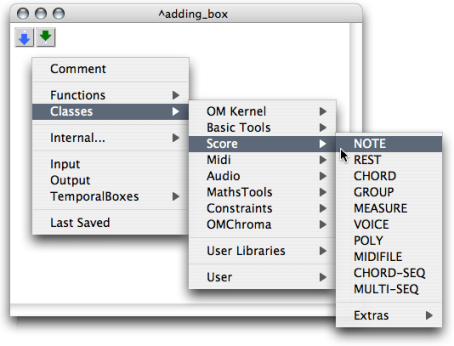 ^adding_box
Comment
Functions
Classes
Internal...
Input
Output
TemporalBoxes
Last Saved
OM Kernel
Basic Tools
Score
Midi
Audio
MathsTools
Constraints
OMChroma
User Libraries
User
NOTE
REST
CHORD
GROUP
MEASURE
VOICE
POLY
MIDIFILE
CHORD-SEQ
MULTI-SEQ
Extras